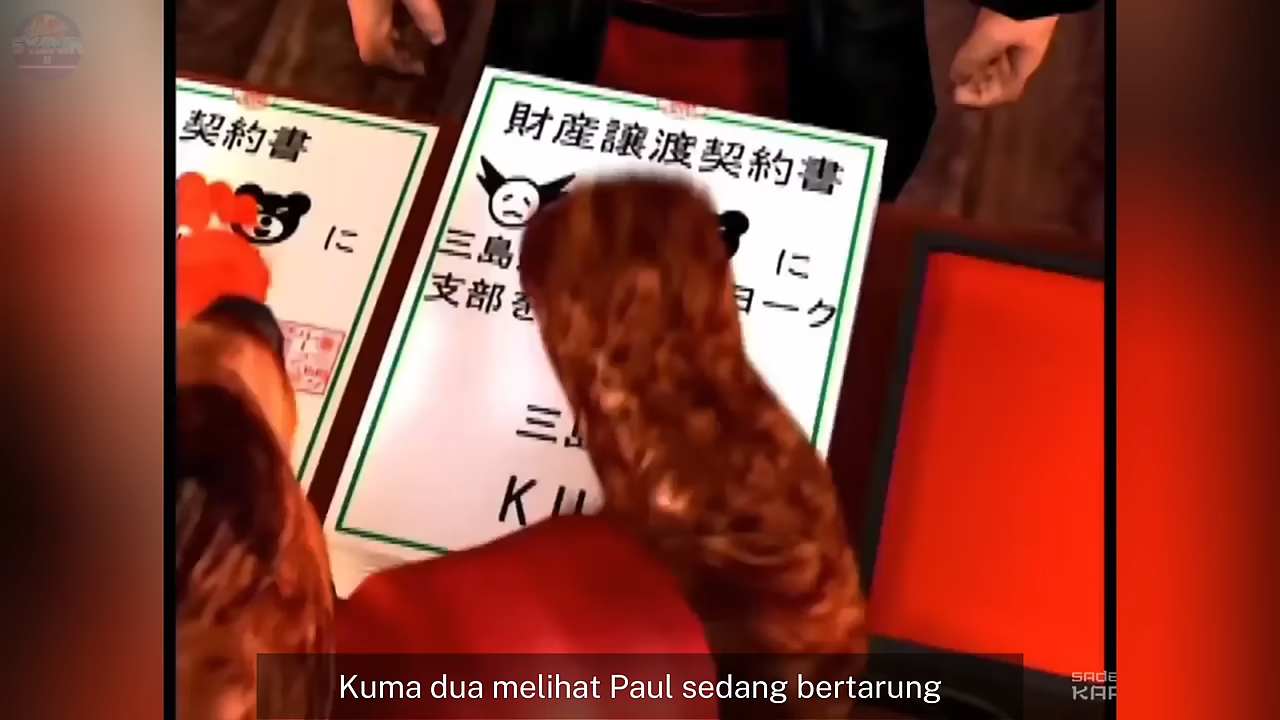 契約書
に
財産譲渡契約書
三島
に
支部を
ヨーク
三島
KU
Kuma dua melihat Paul sedang bertarung